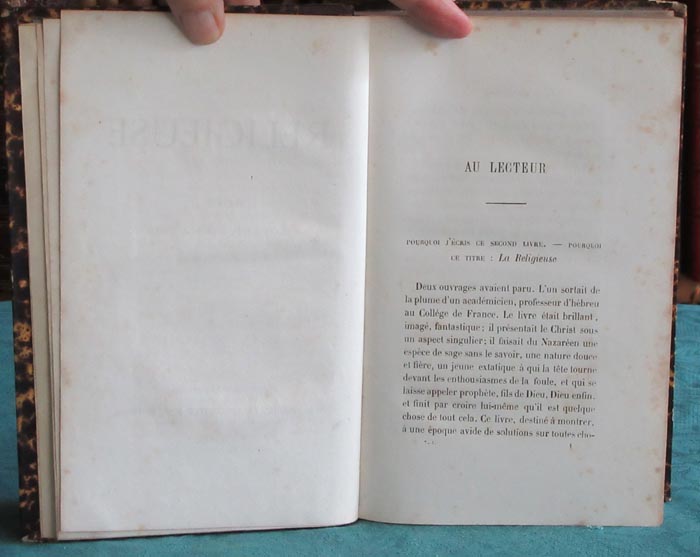 AU LECTEUR
POURQUOI J'ÉCRIS CE SECOND LIVRE. — POURQUOI
CE TITRE : La Religieuse
Deux ouvrages avaient paru. L'un sortait de
la plume d'un académicien, professeur d'hébreu
au Collége de France. Le livre était brillant,
imagé, fantastique; il présentait le Christ sous
un aspect singulier; il faisait du Nazaréen une
espèce de sage sans le savoir, une nature douce
et fière, un jeune extatique à qui la tête tourne
devant les enthousiasmes de la foule, et qui se
laisse appeler prophète, fils de Dieu, Dieu enfin,
et finit par croire lui-même qu'il est quelque
chose de tout cela. Ce livre, destiné à montrer,
à une époque avide de solutions sur toutes cho-